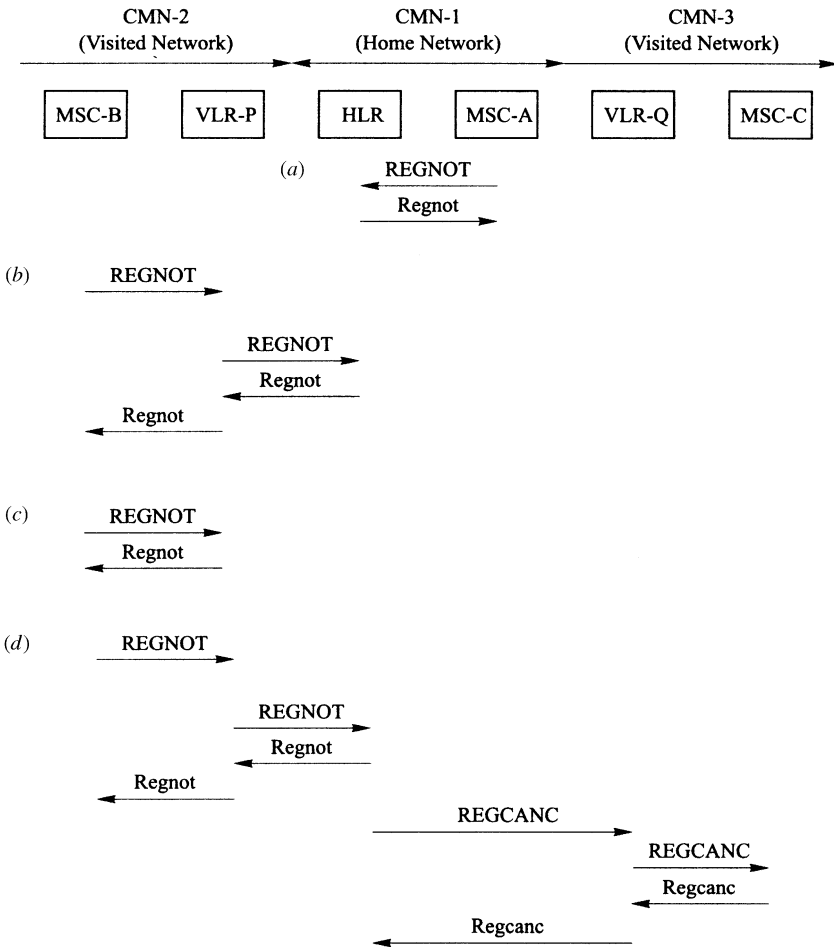 CMN-2 CMN-1 CMN-3
(Visited Network) (Home Network) (Visited Network)
MSC-B VLR-P HLR MSC-A VLR-Q MSC-C
(a) REGNOT
Regnot
(b) REGNOT
REGNOT
Regnot
Regnot
(c) REGNOT
Regnot
(d) REGNOT
REGNOT
Regnot
Regnot
REGCANC
REGCANC
Regcanc
Regcanc